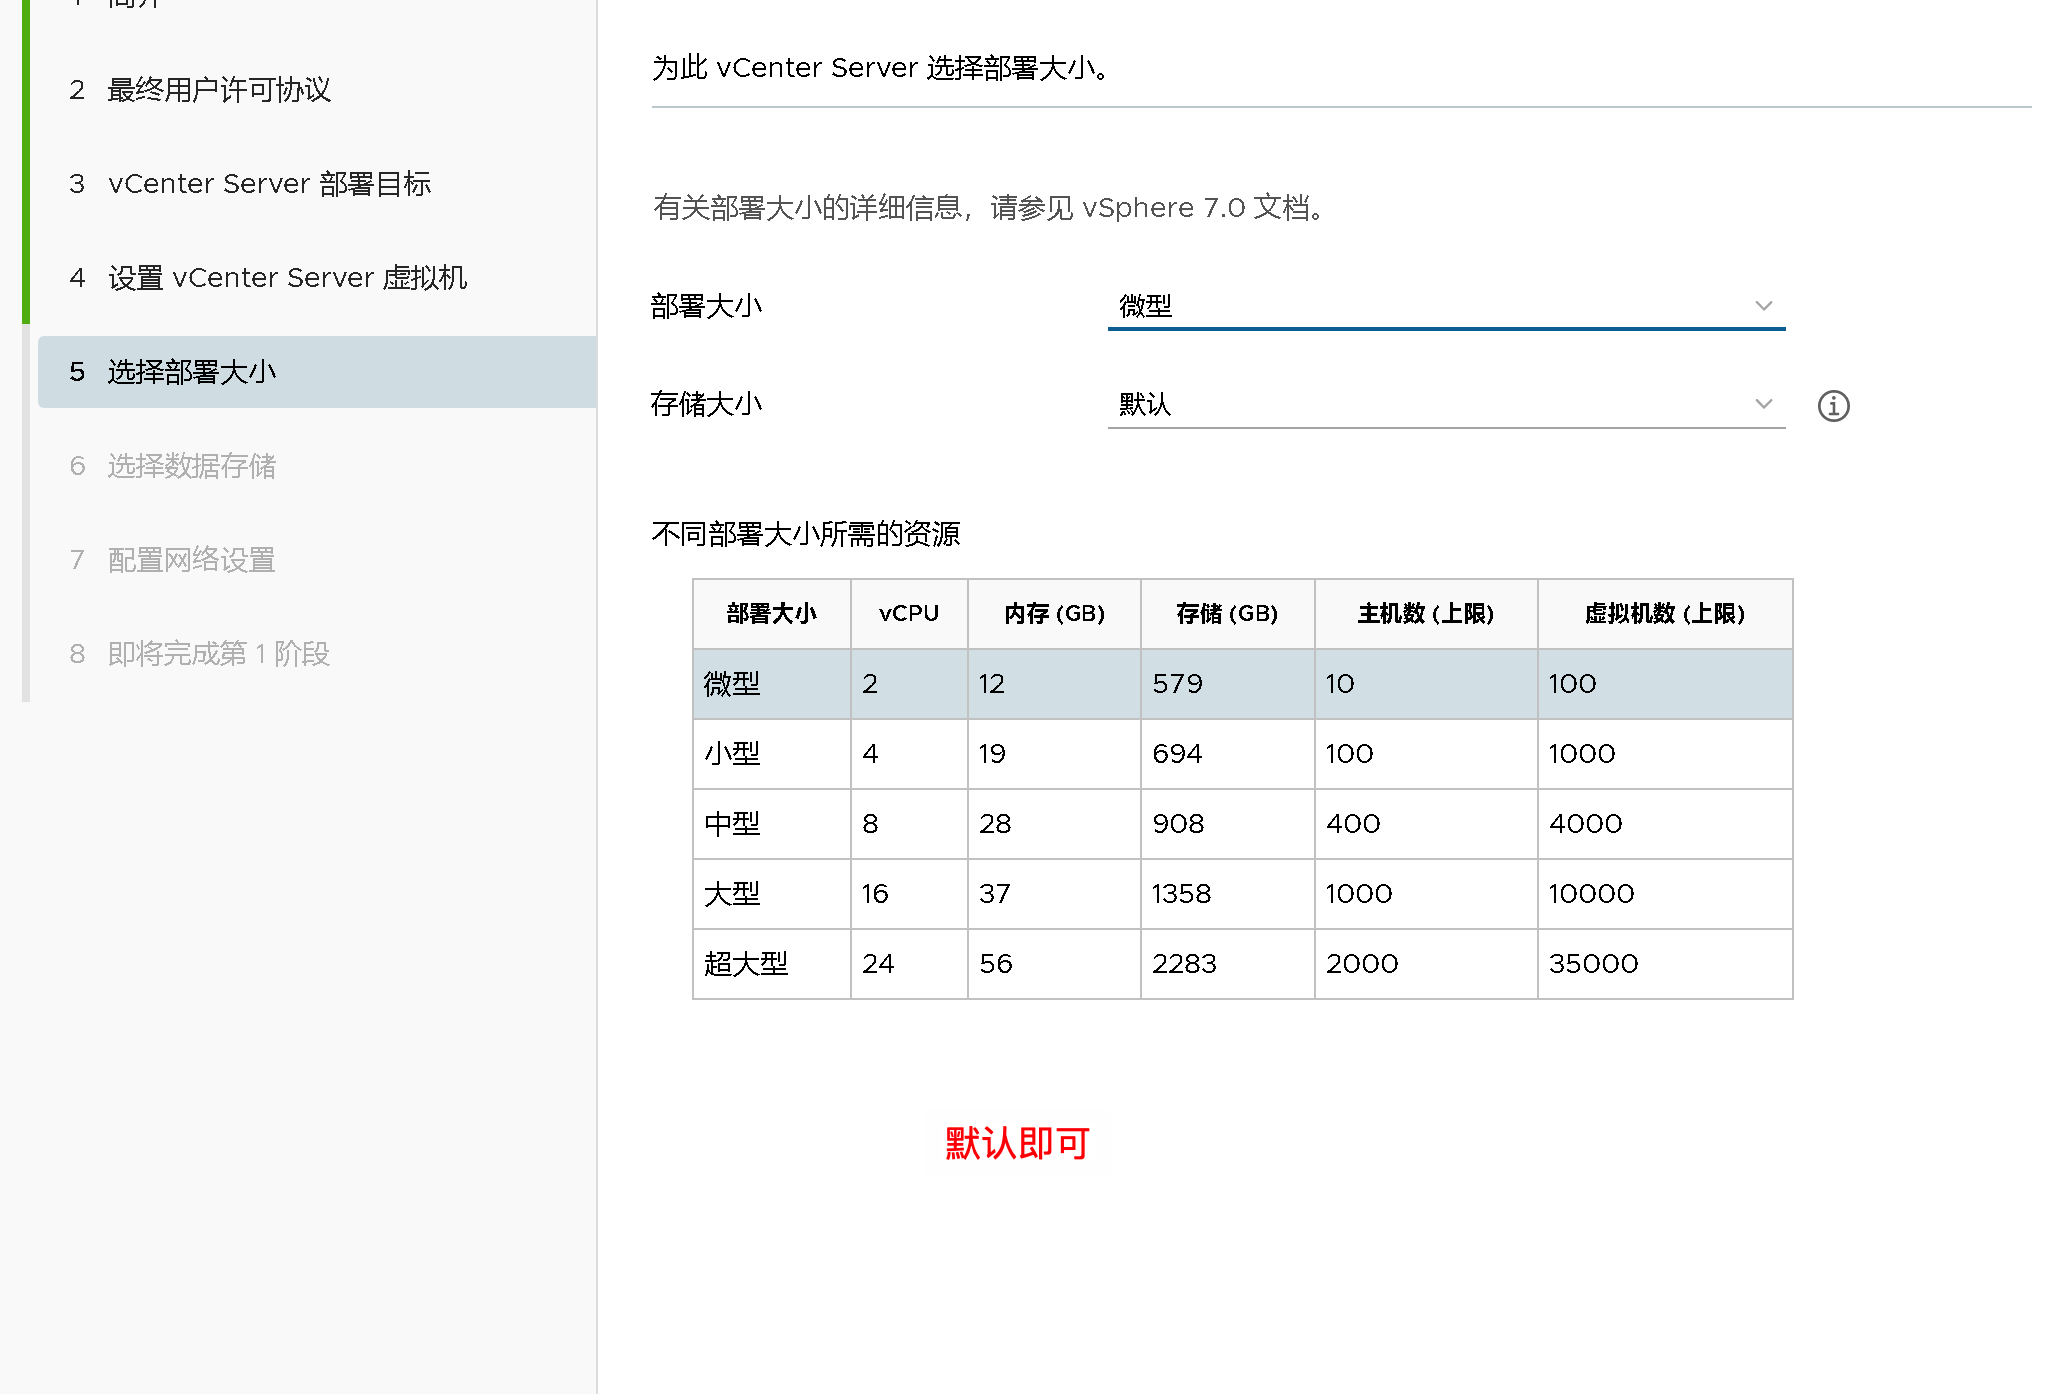 2 最终用户许可协议
3 vCenter Server 部署目标
4 设置 vCenter Server 虚拟机
5 选择部署大小
6 选择数据存储
7 配置网络设置
8 即将完成第 1 阶段
为此 vCenter Server 选择部署大小。
有关部署大小的详细信息，请参见 vSphere 7.0 文档。
部署大小 微型
存储大小 默认
不同部署大小所需的资源
部署大小 vCPU 内存 (GB) 存储 (GB) 主机数 (上限) 虚拟机数 (上限)
微型 2 12 579 10 100
小型 4 19 694 100 1000
中型 8 28 908 400 4000
大型 16 37 1358 1000 10000
超大型 24 56 2283 2000 35000
默认即可